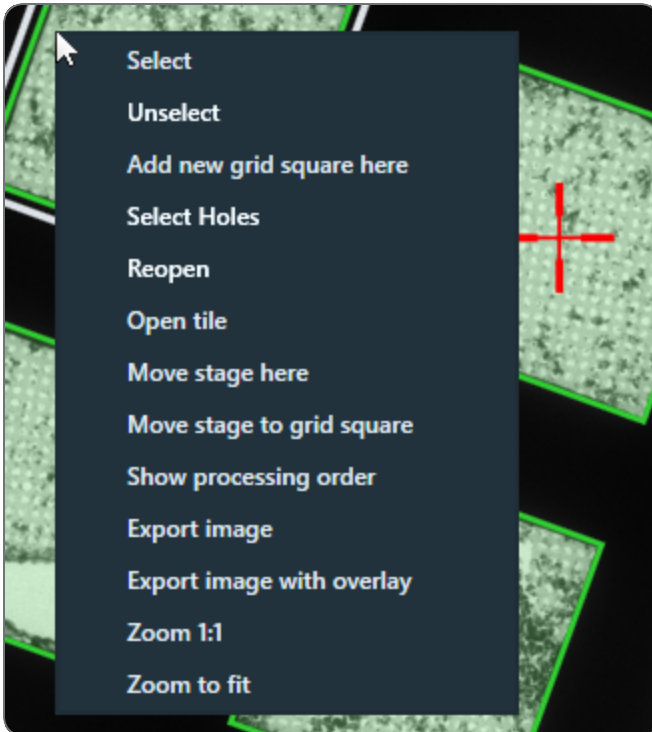 Select
Unselect
Add new grid square here
Select Holes
Reopen
Open tile
Move stage here
Move stage to grid square
Show processing order
Export image
Export image with overlay
Zoom 1:1
Zoom to fit